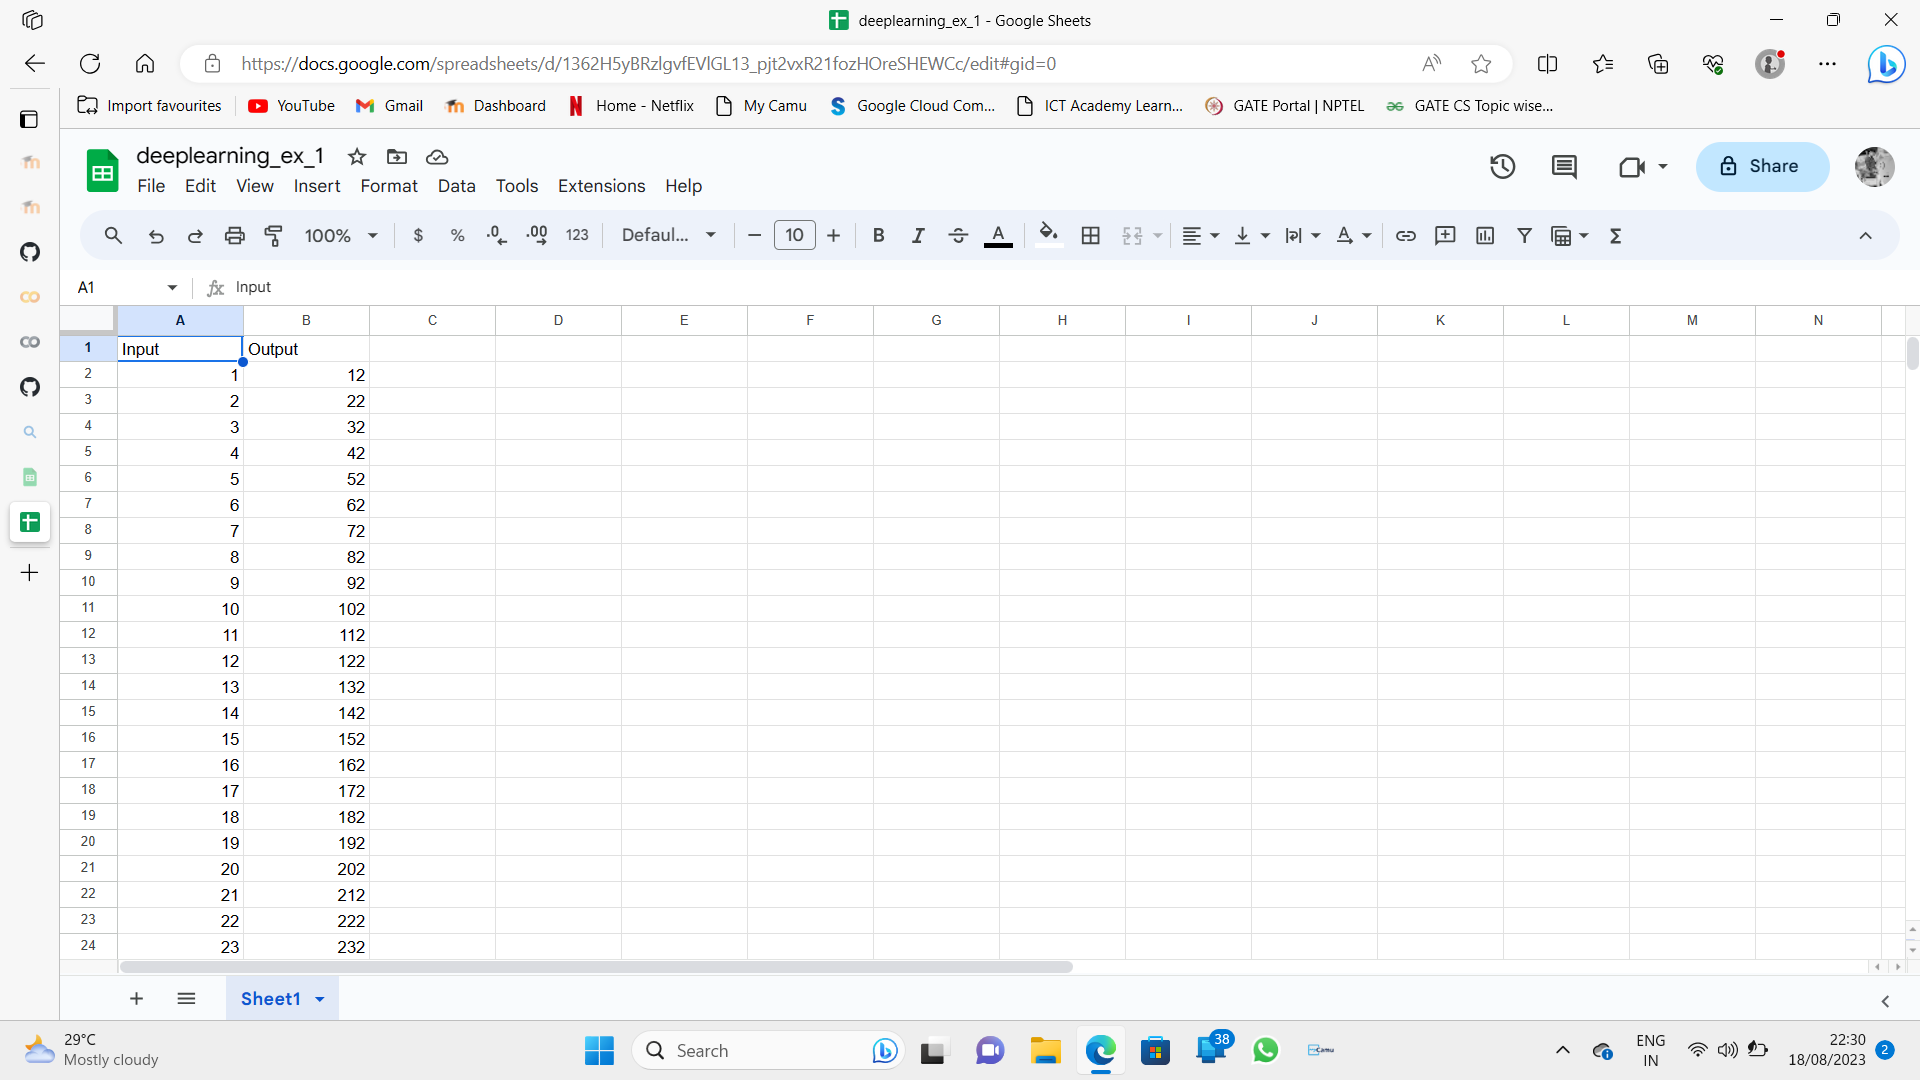 deeplearning_ex_1 - Google Sheets
https://docs.google.com/spreadsheets/d/1362H5yBRzlgvfEVlGL13_pjt2vxR21fozHOreSHEWCc/edit#gid=0
Import favourites YouTube Gmail Dashboard Home - Netflix My Camu Google Cloud Com... ICT Academy Learn... GATE Portal | NPTEL GATE CS Topic wise...
deeplearning_ex_1
File Edit View Insert Format Data Tools Extensions Help
Share
100% $ % .0 .00 123 Defaul... 10 B I S A
A1 fx Input
A B C D E F G H I J K L M N
1 Input Output
2 1 12
3 2 22
4 3 32
5 4 42
6 5 52
7 6 62
8 7 72
9 8 82
10 9 92
11 10 102
12 11 112
13 12 122
14 13 132
15 14 142
16 15 152
17 16 162
18 17 172
19 18 182
20 19 192
21 20 202
22 21 212
23 22 222
24 23 232
Sheet1
29°C
Mostly cloudy
Search
38
Camu
ENG
IN
22:30
18/08/2023
2